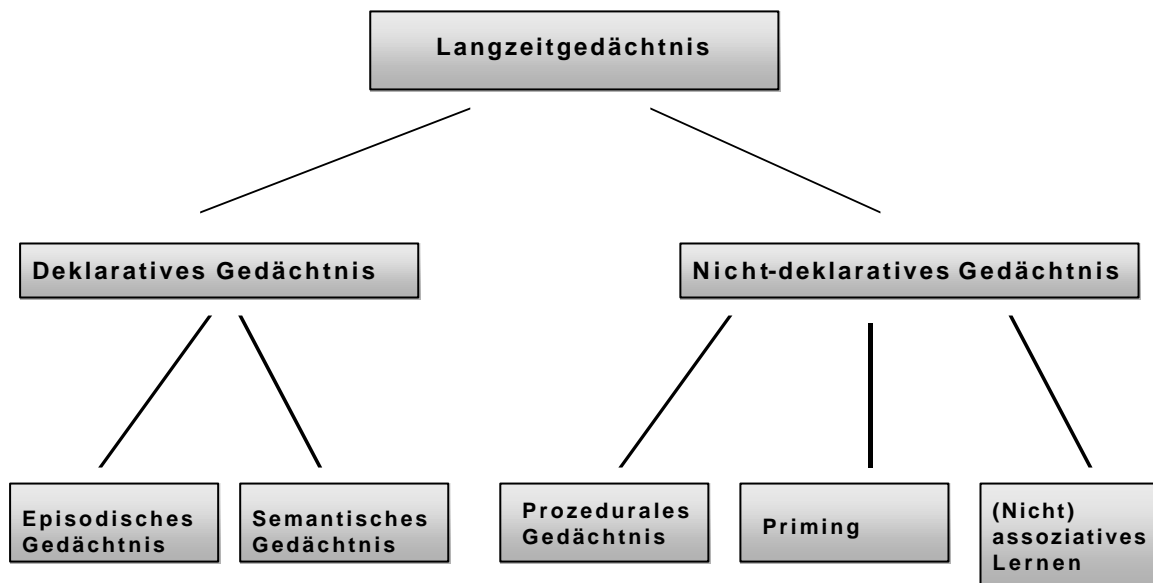 Langzeitgedächtnis
Deklaratives Gedächtnis
Nicht-deklaratives Gedächtnis
Episodisches
Gedächtnis
Semantisches
Gedächtnis
Prozedurales
Gedächtnis
Priming
(Nicht)
assoziatives
Lernen